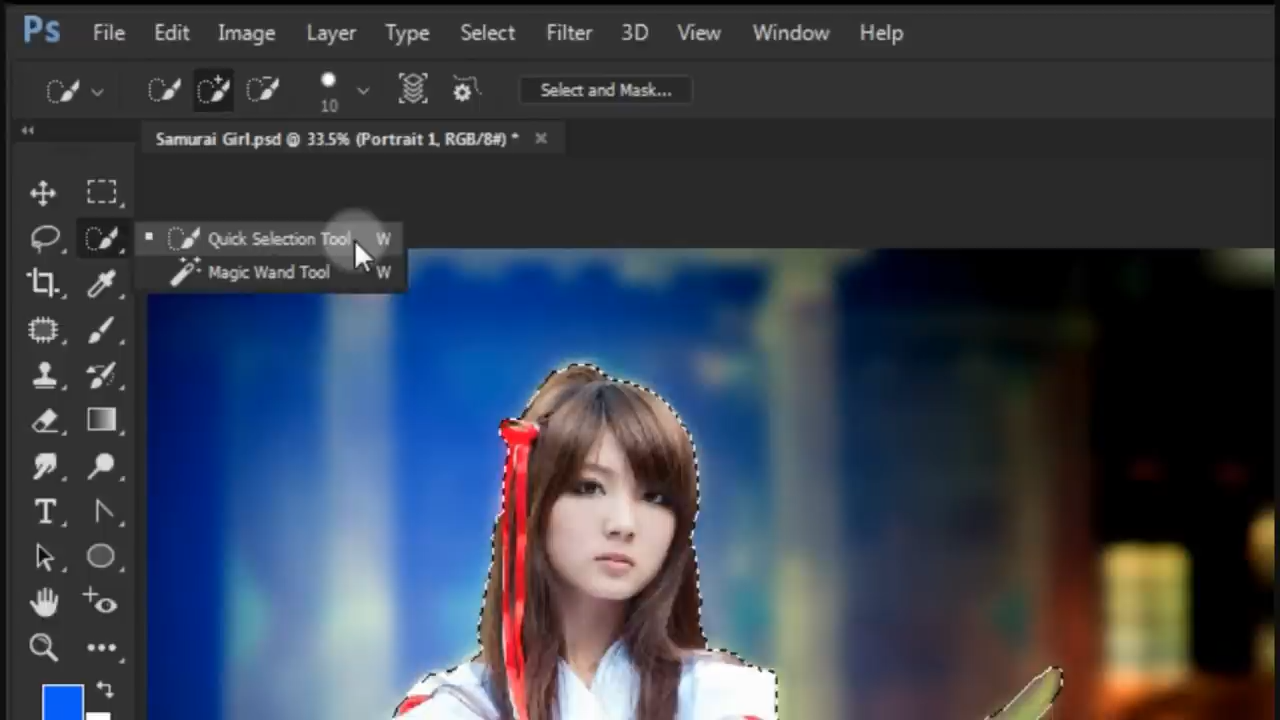 Ps File Edit Image Layer Type Select Filter 3D View Window Help
10 Select and Mask...
Samurai Girl.psd @ 33.5% (Portrait 1, RGB/8#) *
Quick Selection Tool W
Magic Wand Tool W